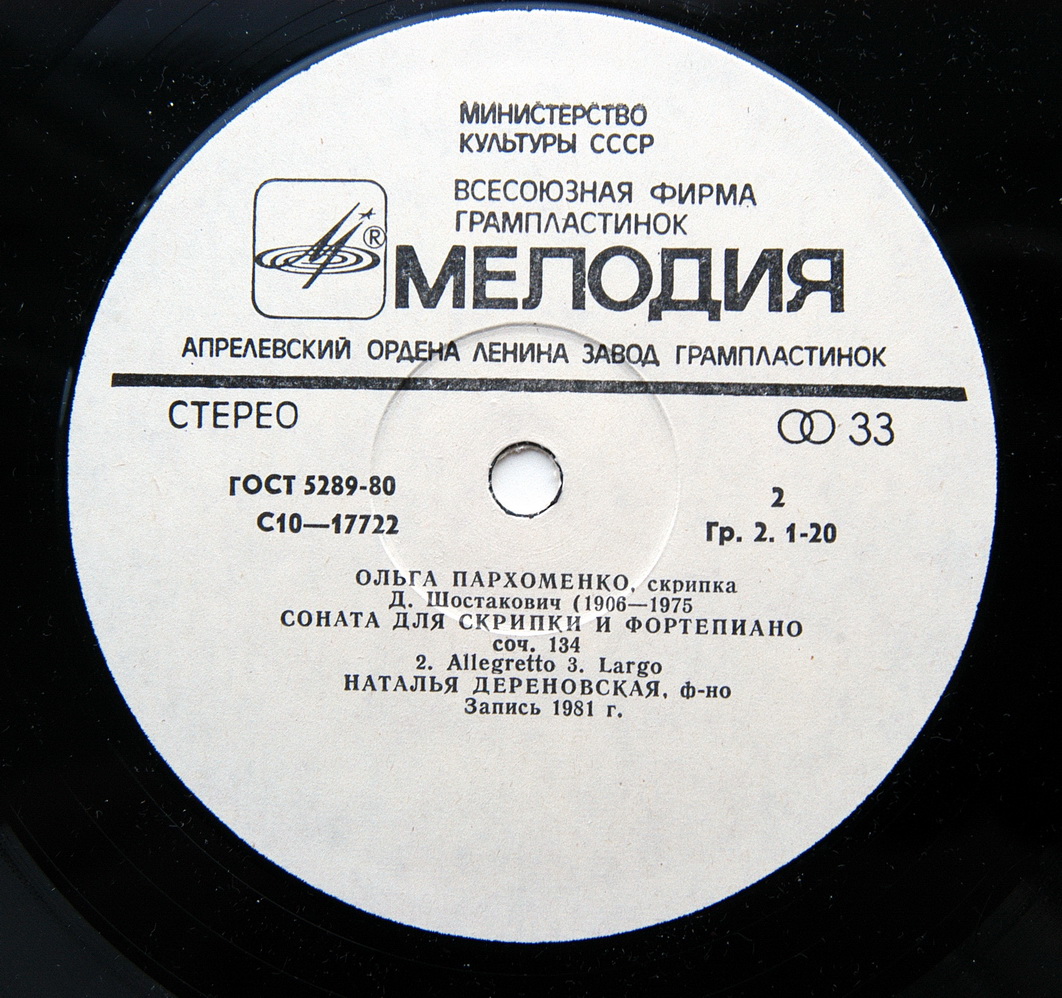 МИНИСТЕРСТВО
КУЛЬТУРЫ СССР
ВСЕСОЮЗНАЯ ФИРМА
ГРАМПЛАСТИНОК
®
МЕЛОДИЯ
АПРЕЛЕВСКИЙ ОРДЕНА ЛЕНИНА ЗАВОД ГРАМПЛАСТИНОК
СТЕРЕО
33
ГОСТ 5289-80
С10—17722
2
Гр. 2. 1-20
ОЛЬГА ПАРХОМЕНКО, скрипка
Д. Шостакович (1906—1975
СОНАТА ДЛЯ СКРИПКИ И ФОРТЕПИАНО
соч. 134
2. Allegretto 3. Largo
НАТАЛЬЯ ДЕРЕНОВСКАЯ, ф-но
Запись 1981 г.